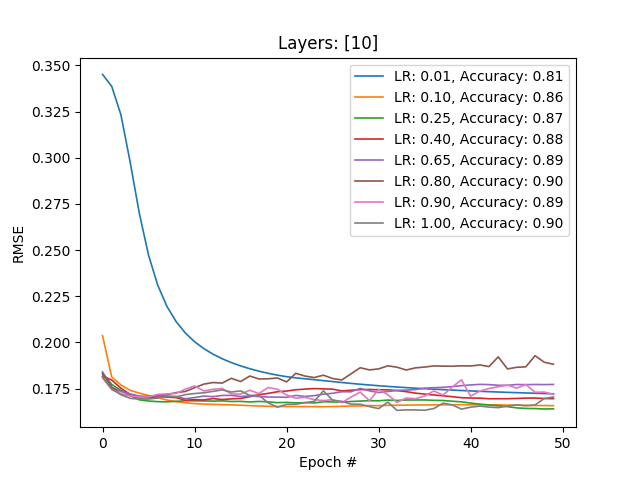 Layers: [10]
0.350
0.325
0.300
0.275
0.250
0.225
0.200
0.175
RMSE
LR: 0.01, Accuracy: 0.81
LR: 0.10, Accuracy: 0.86
LR: 0.25, Accuracy: 0.87
LR: 0.40, Accuracy: 0.88
LR: 0.65, Accuracy: 0.89
LR: 0.80, Accuracy: 0.90
LR: 0.90, Accuracy: 0.89
LR: 1.00, Accuracy: 0.90
0 10 20 30 40 50
Epoch #